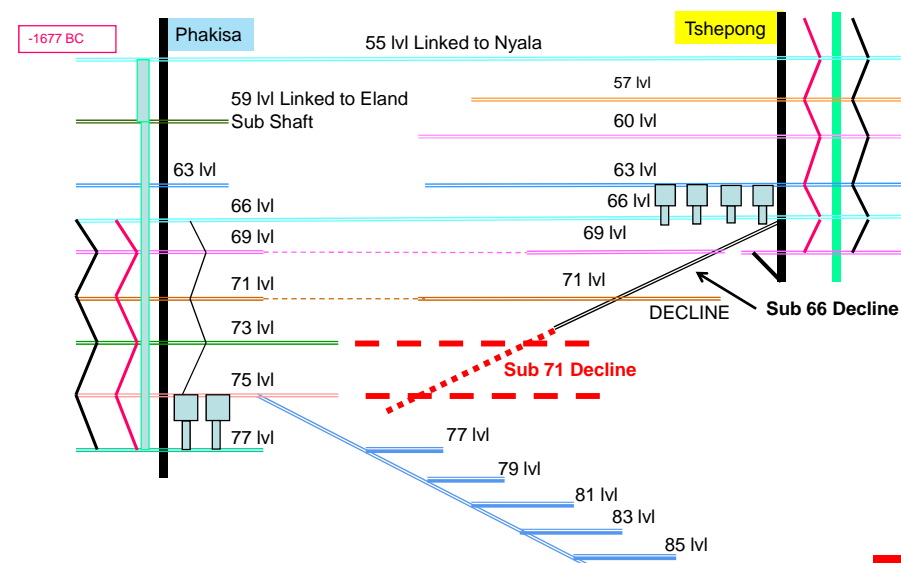 -1677 BC
Phakisa
55 lvl Linked to Nyala
Tshepong
57 lvl
59 lvl Linked to Eland
Sub Shaft
60 lvl
63 lvl
63 lvl
66 lvl
66 lvl
69 lvl
69 lvl
71 lvl
71 lvl
DECLINE
Sub 66 Decline
73 lvl
Sub 71 Decline
75 lvl
77 lvl
77 lvl
79 lvl
81 lvl
83 lvl
85 lvl